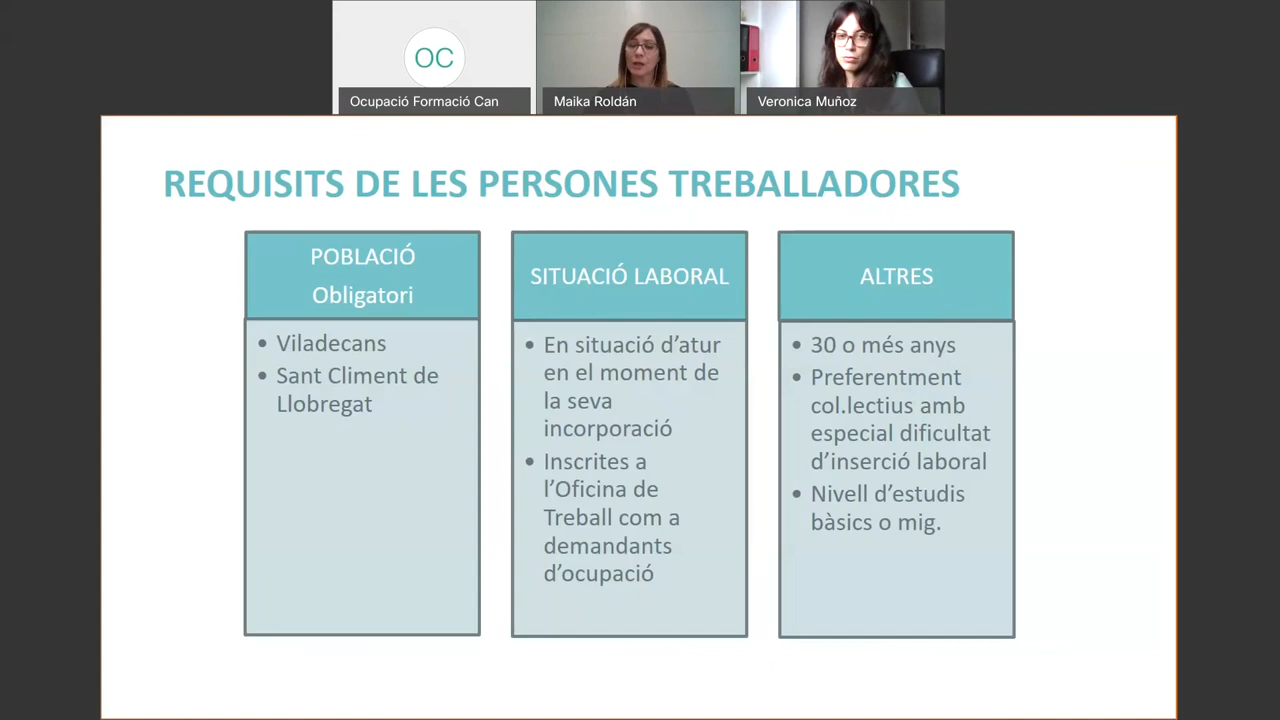 OC
Ocupació Formació Can
Maika Roldán
Veronica Muñoz
REQUISITS DE LES PERSONES TREBALLADORES
POBLACIÓ
Obligatori
• Viladecans
• Sant Climent de
Llobregat
SITUACIÓ LABORAL
• En situació d’atur
en el moment de
la seva
incorporació
• Inscrites a
l’Oficina de
Treball com a
demandants
d’ocupació
ALTRES
• 30 o més anys
• Preferentment
col.lectius amb
especial dificultat
d’inserció laboral
• Nivell d’estudis
bàsics o mig.